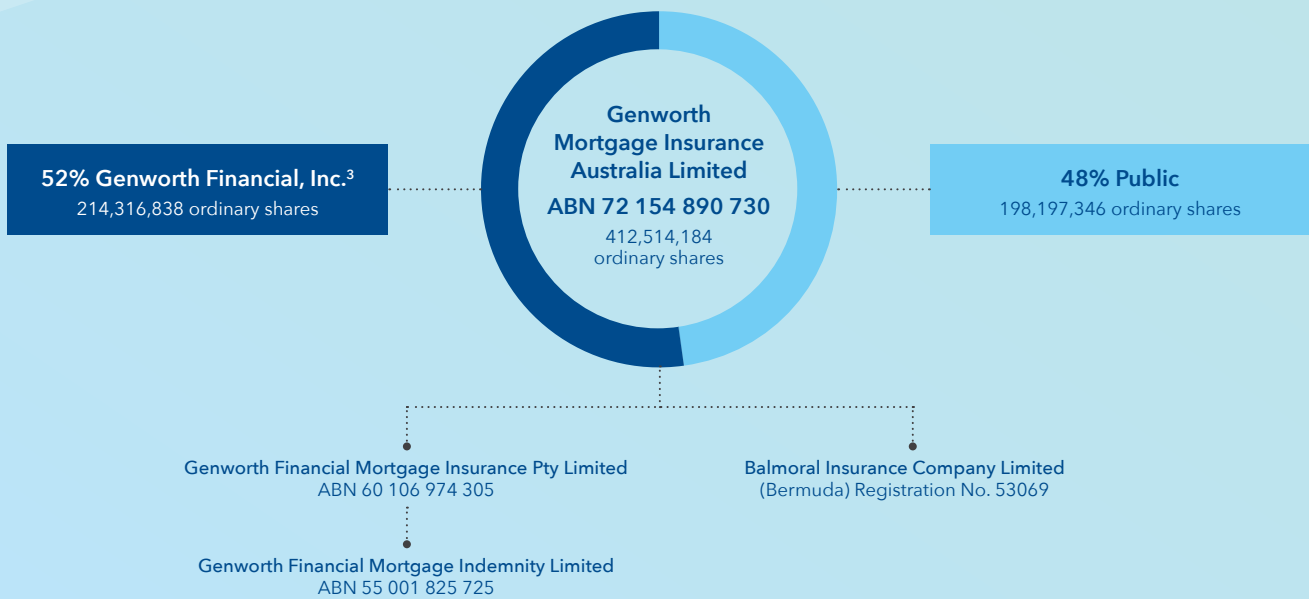 Genworth
Mortgage Insurance
Australia Limited
ABN 72 154 890 730
412,514,184
ordinary shares
52% Genworth Financial, Inc.³
214,316,838 ordinary shares
48% Public
198,197,346 ordinary shares
Genworth Financial Mortgage Insurance Pty Limited
ABN 60 106 974 305
Balmoral Insurance Company Limited
(Bermuda) Registration No. 53069
Genworth Financial Mortgage Indemnity Limited
ABN 55 001 825 725